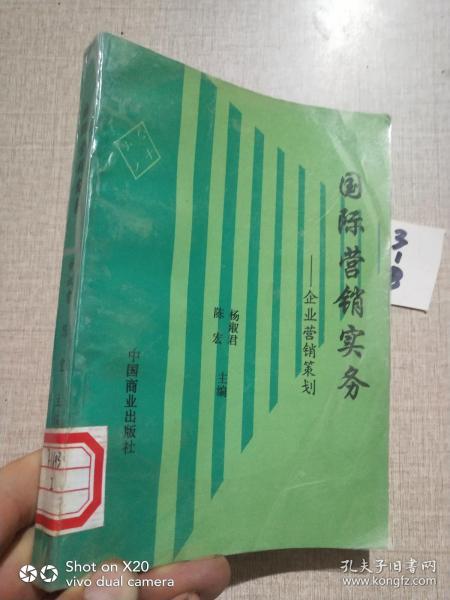 国际营销实务
——企业营销策划
杨淑君
陈宏 主编
中国商业出版社
3-3
Shot on X20
vivo dual camera
孔夫子旧书网
www.kongfz.com